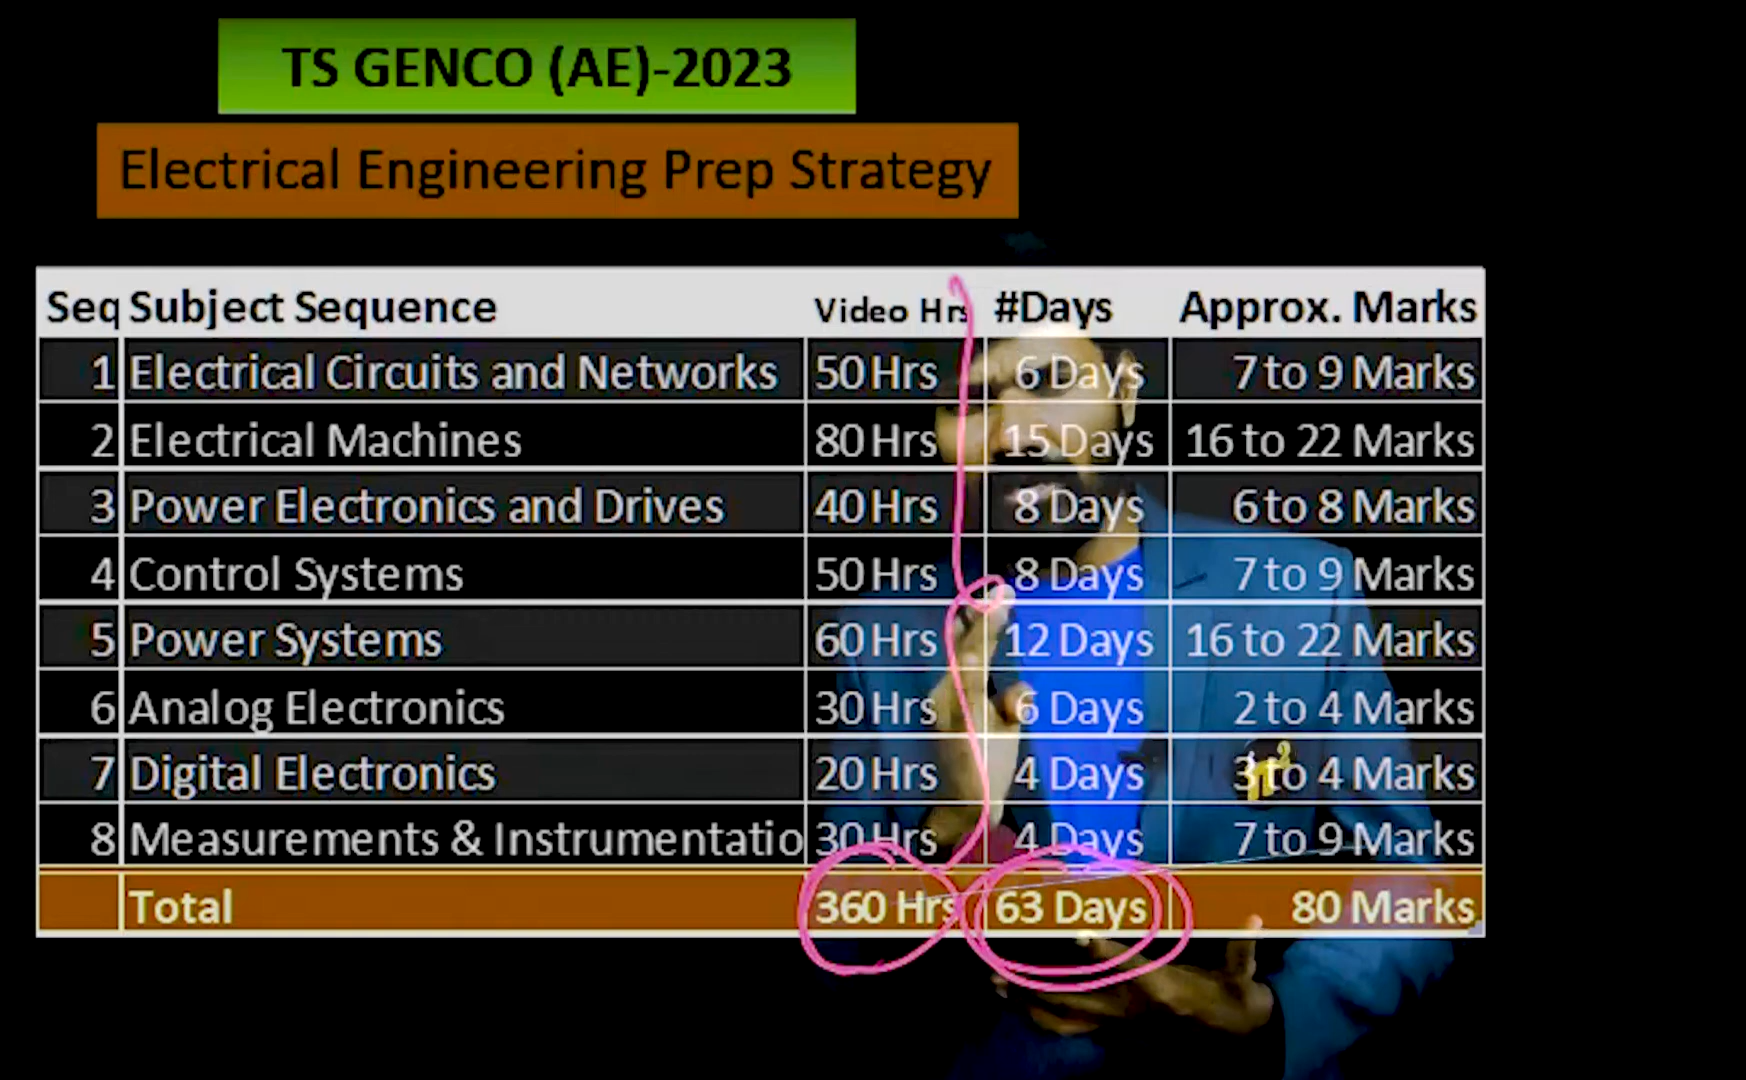 TS GENCO (AE)-2023
Electrical Engineering Prep Strategy
Seq Subject Sequence Video Hrs #Days Approx. Marks
1 Electrical Circuits and Networks 50 Hrs 6 Days 7 to 9 Marks
2 Electrical Machines 80 Hrs 15 Days 16 to 22 Marks
3 Power Electronics and Drives 40 Hrs 8 Days 6 to 8 Marks
4 Control Systems 50 Hrs 8 Days 7 to 9 Marks
5 Power Systems 60 Hrs 12 Days 16 to 22 Marks
6 Analog Electronics 30 Hrs 6 Days 2 to 4 Marks
7 Digital Electronics 20 Hrs 4 Days 3 to 4 Marks
8 Measurements & Instrumentatio 30 Hrs 4 Days 7 to 9 Marks
Total 360 Hrs 63 Days 80 Marks